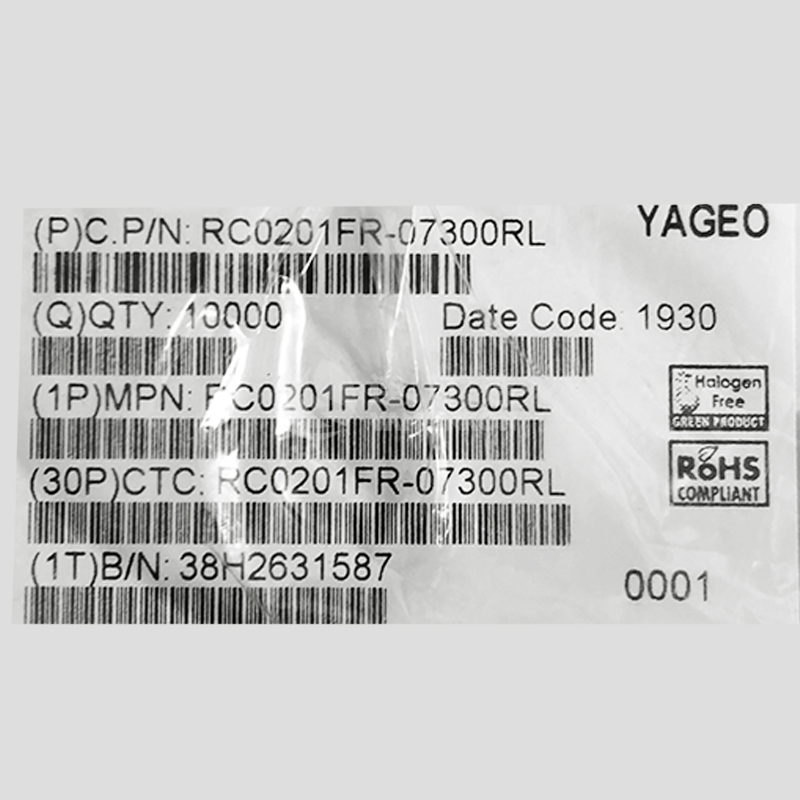 (P)C.P/N: RC0201FR-07300RL
YAGEO
(Q)QTY: 10000
Date Code: 1930
(1P)MPN: RC0201FR-07300RL
Halogen
Free
GREEN PRODUCT
(30P)CTC: RC0201FR-07300RL
RoHS
COMPLIANT
(1T)B/N: 38H2631587
0001